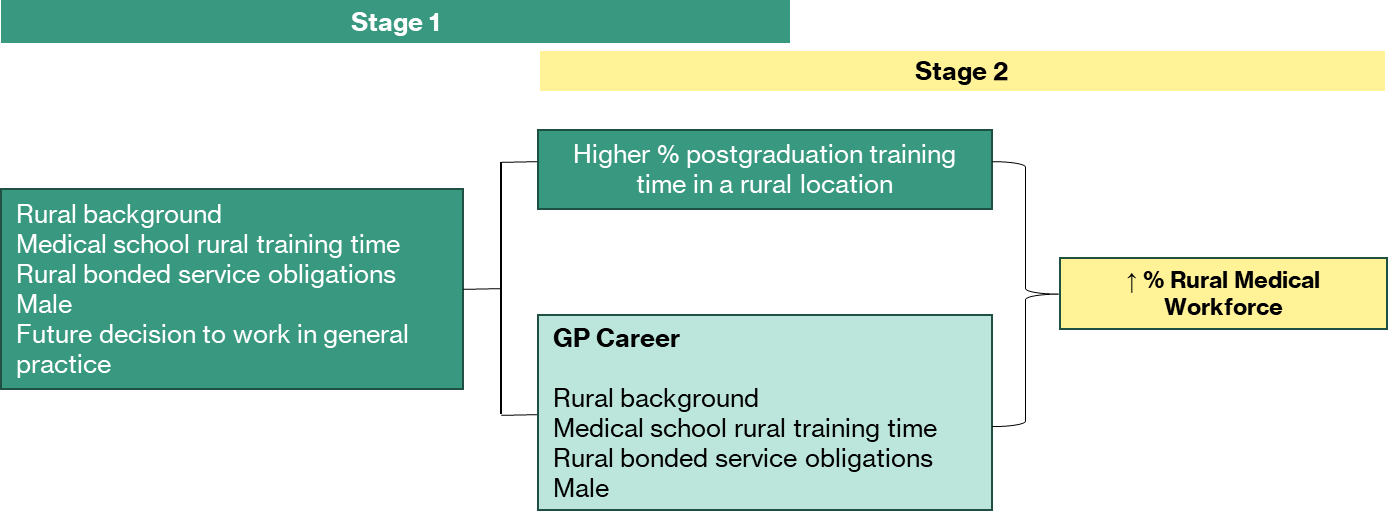 Stage 1
Stage 2
Higher % postgraduation training
time in a rural location
Rural background
Medical school rural training time
Rural bonded service obligations
Male
Future decision to work in general
practice
↑ % Rural Medical
Workforce
GP Career
Rural background
Medical school rural training time
Rural bonded service obligations
Male